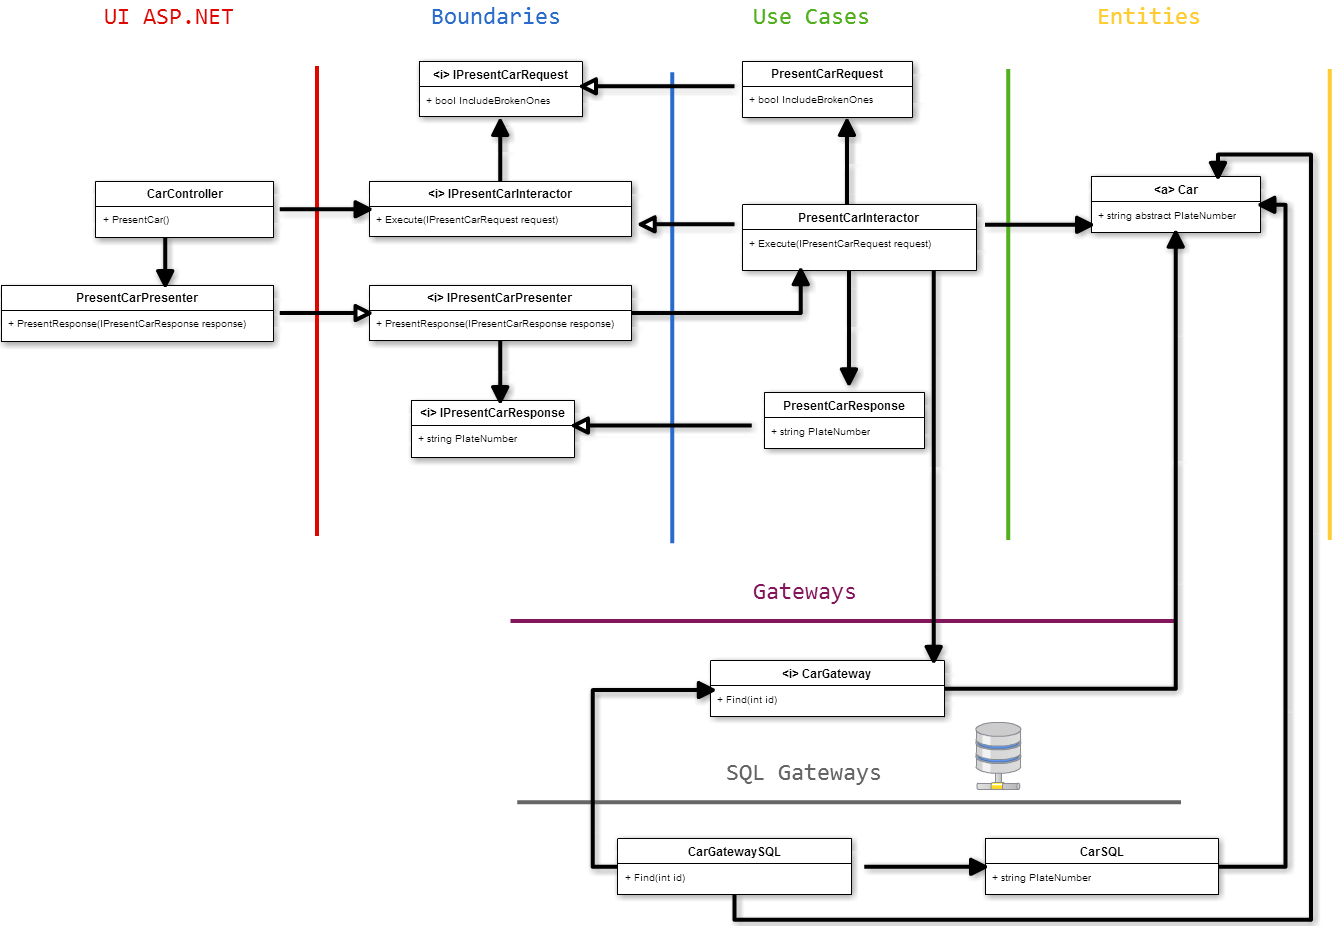 UI ASP.NET
Boundaries
Use Cases
Entities
<i> IPresentCarRequest
+ bool IncludeBrokenOnes
PresentCarRequest
+ bool IncludeBrokenOnes
CarController
+ PresentCar()
<i> IPresentCarInteractor
+ Execute(IPresentCarRequest request)
PresentCarInteractor
+ Execute(IPresentCarRequest request)
<a> Car
+ string abstract PlateNumber
PresentCarPresenter
+ PresentResponse(IPresentCarResponse response)
<i> IPresentCarPresenter
+ PresentResponse(IPresentCarResponse response)
<i> IPresentCarResponse
+ string PlateNumber
PresentCarResponse
+ string PlateNumber
Gateways
<i> CarGateway
+ Find(int id)
SQL Gateways
CarGatewaySQL
+ Find(int id)
CarSQL
+ string PlateNumber